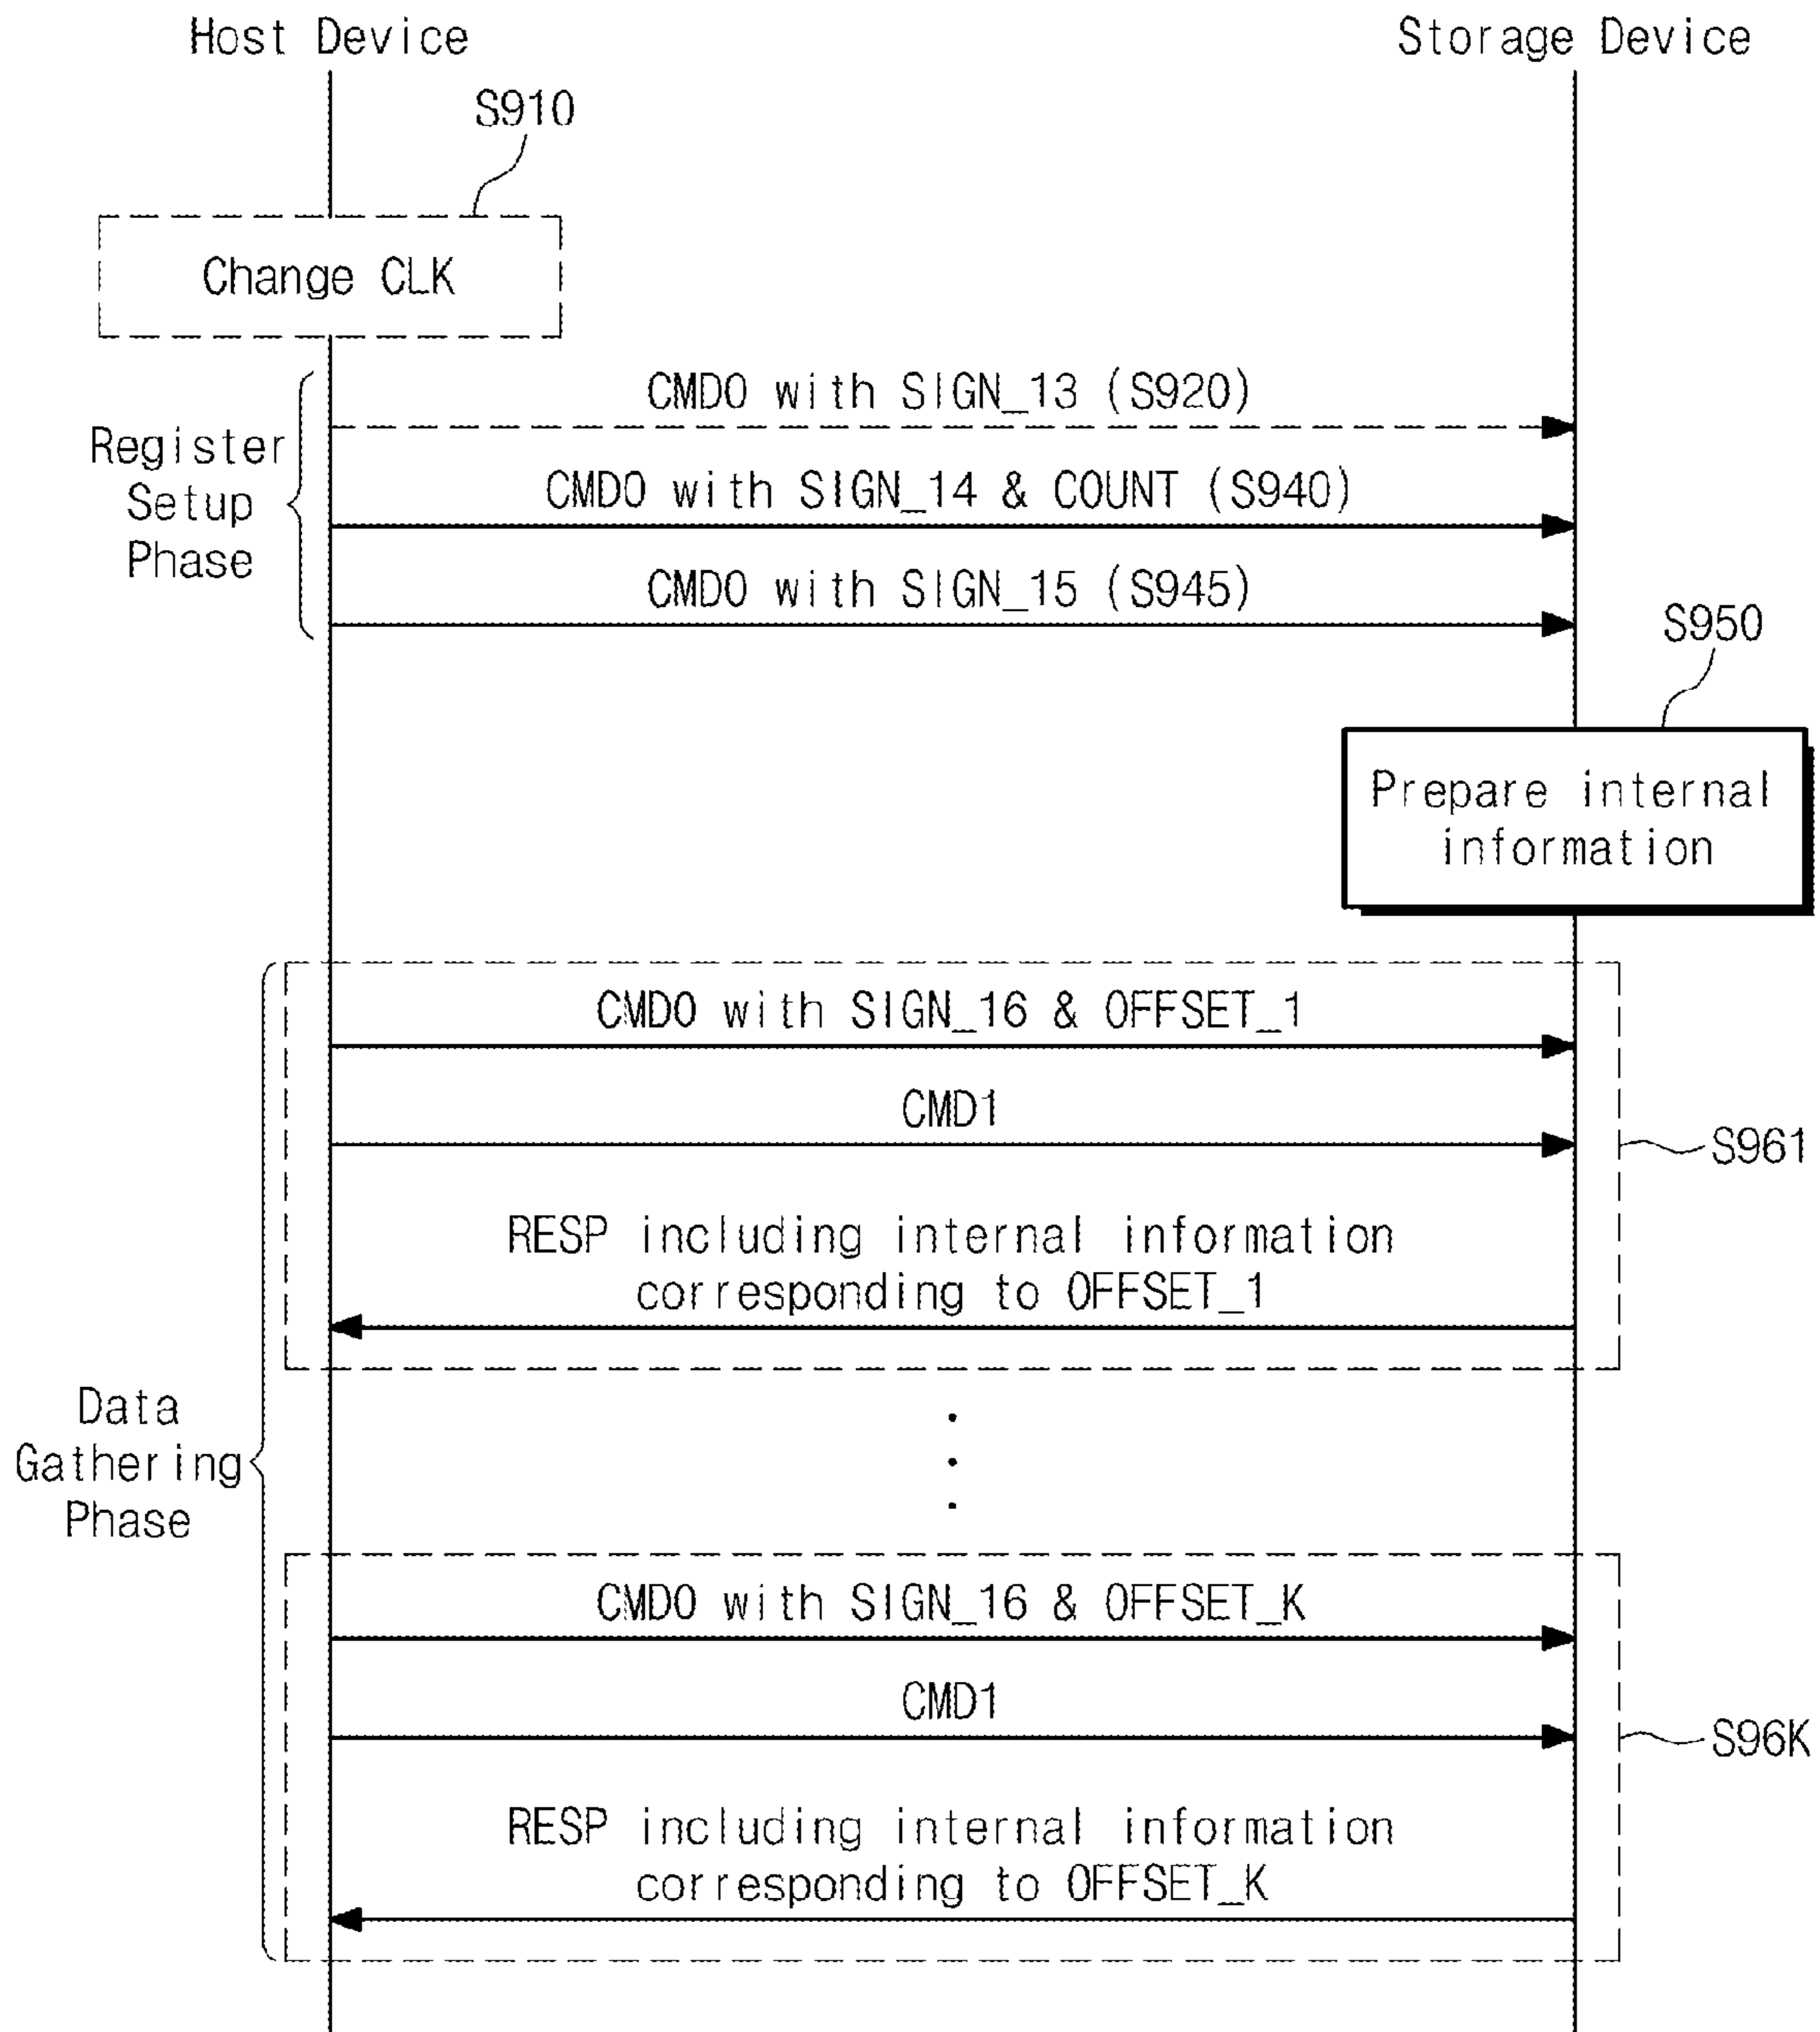 Host Device
Storage Device
S910
Change CLK
CMD0 with SIGN_13 (S920)
Register
Setup
Phase
CMD0 with SIGN_14 & COUNT (S940)
CMD0 with SIGN_15 (S945)
S950
Prepare internal
information
CMD0 with SIGN_16 & OFFSET_1
CMD1
S961
RESP including internal information
corresponding to OFFSET_1
Data
Gathering
Phase
CMD0 with SIGN_16 & OFFSET_K
CMD1
S96K
RESP including internal information
corresponding to OFFSET_K